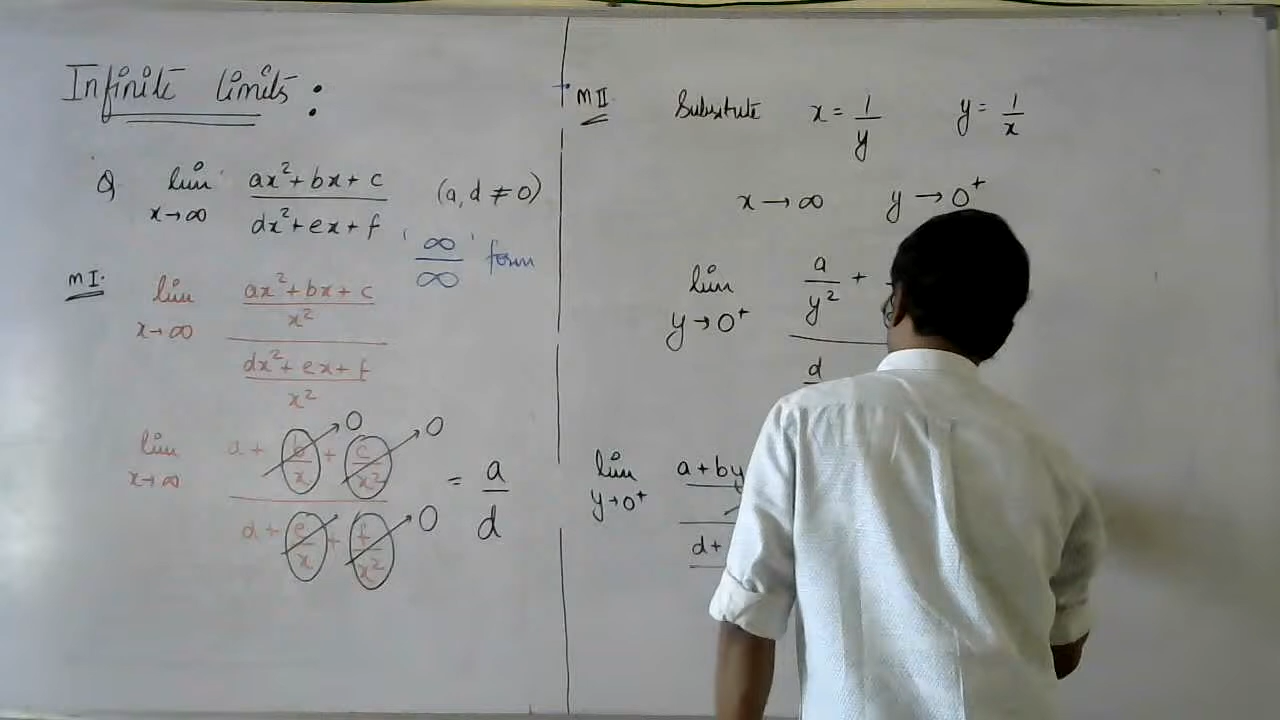 Infinite limits :
Q lim x→∞ (ax²+bx+c)/(dx²+ex+f) (a, d ≠ 0)
'∞/∞' form
M I. lim x→∞ ((ax²+bx+c)/x²)/((dx²+ex+f)/x²)
lim x→∞ (a + b/x + c/x²)/(d + e/x + f/x²) = a/d
0 0
0
M II Substitute x = 1/y y = 1/x
x→∞ y→0⁺
lim y→0⁺ a/y² +
d
lim y→0⁺ a+by
d+